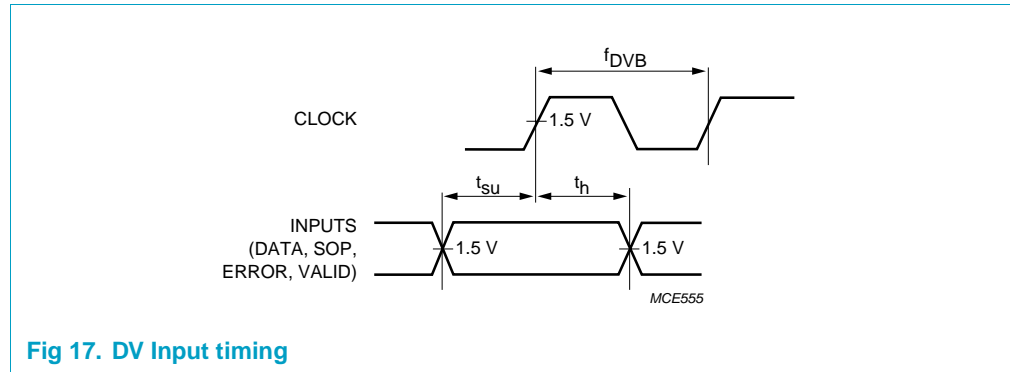 fDVB
CLOCK
1.5 V
tsu
th
INPUTS
(DATA, SOP,
ERROR, VALID)
1.5 V
1.5 V
MCE555
Fig 17. DV Input timing